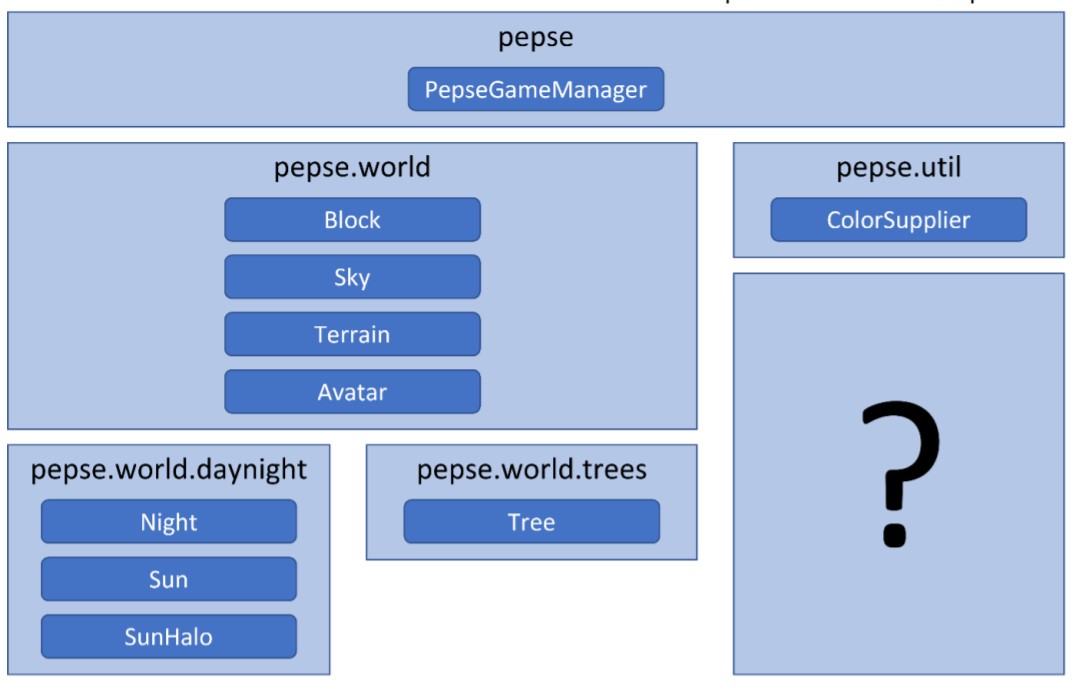 pepse
PepseGameManager
pepse.world
Block
Sky
Terrain
Avatar
pepse.util
ColorSupplier
pepse.world.daynight
Night
Sun
SunHalo
pepse.world.trees
Tree
?